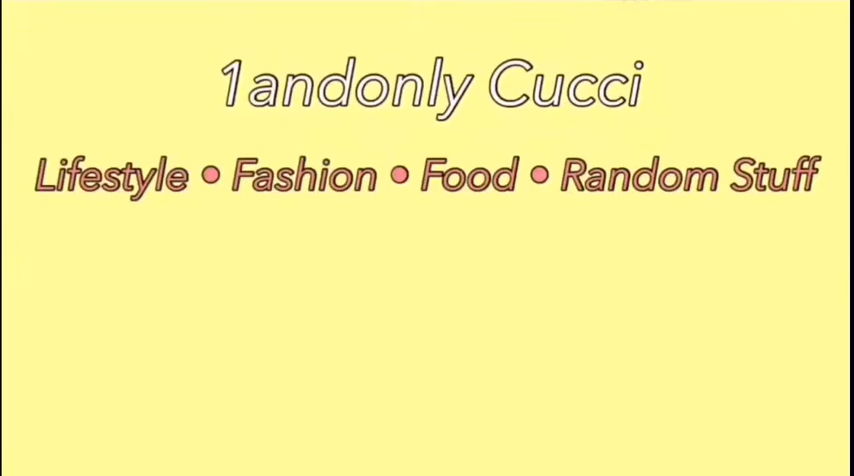 1andonly Cucci
Lifestyle • Fashion • Food • Random Stuff